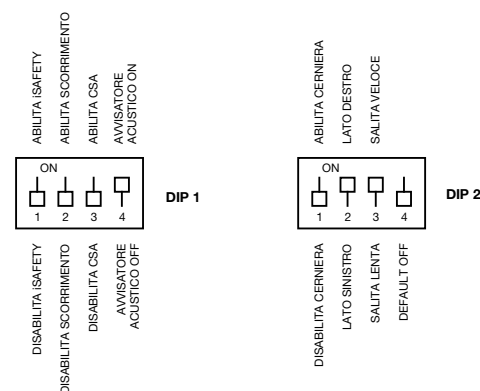 ABILITA iSAFETY
ABILITA SCORRIMENTO
ABILITA CSA
AVVISATORE
ACUSTICO ON
ON
1 2 3 4
DIP 1
DISABILITA iSAFETY
DISABILITA SCORRIMENTO
DISABILITA CSA
AVVISATORE
ACUSTICO OFF
ABILITA CERNIERA
LATO DESTRO
SALITA VELOCE
ON
1 2 3 4
DIP 2
DISABILITA CERNIERA
LATO SINISTRO
SALITA LENTA
DEFAULT OFF